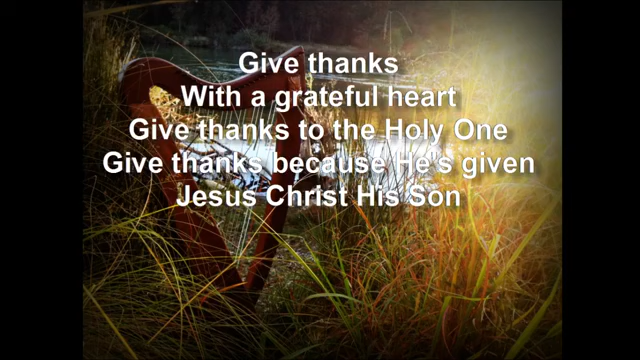 Give thanks
With a grateful heart
Give thanks to the Holy One
Give thanks because He's given
Jesus Christ His Son